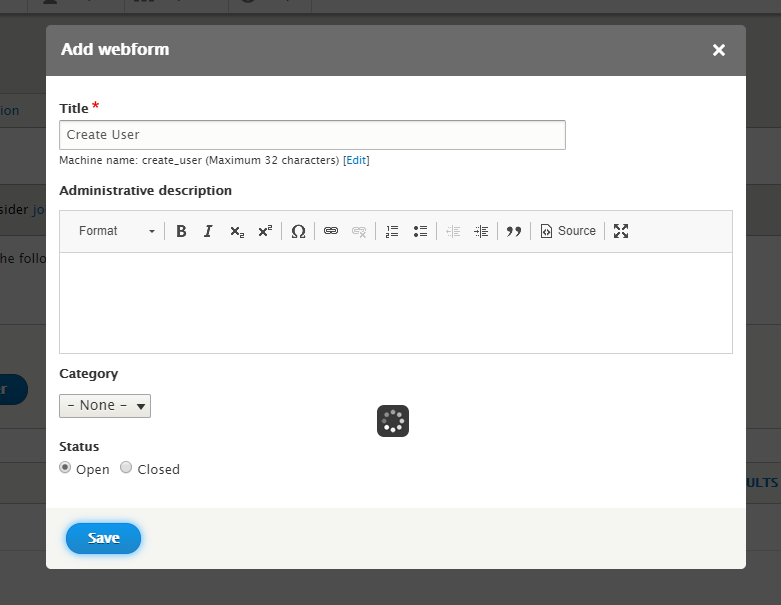 Add webform
ion
Title *
Create User
Machine name: create_user (Maximum 32 characters) [Edit]
Administrative description
sider jo
Format B I x₂ x² Ω Source
he follo
Category
r
- None -
Status
Open Closed
ULTS
Save